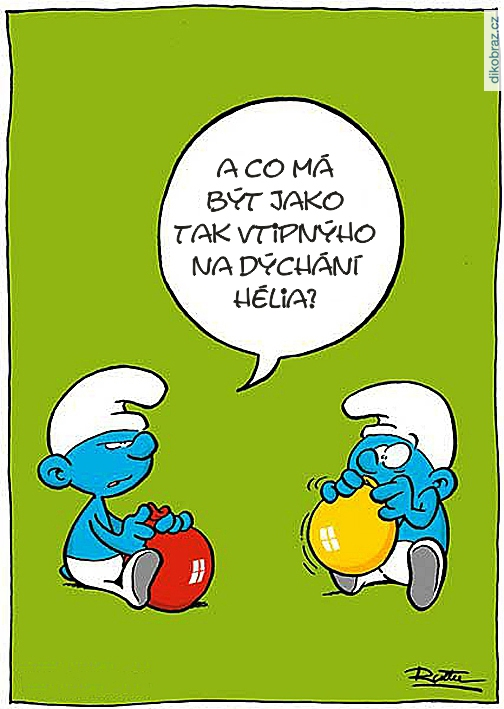 dikobraz.cz
A CO MÁ
BÝT JAKO
TAK VTIPNÝHO
NA DÝCHÁNÍ
HÉLIA?